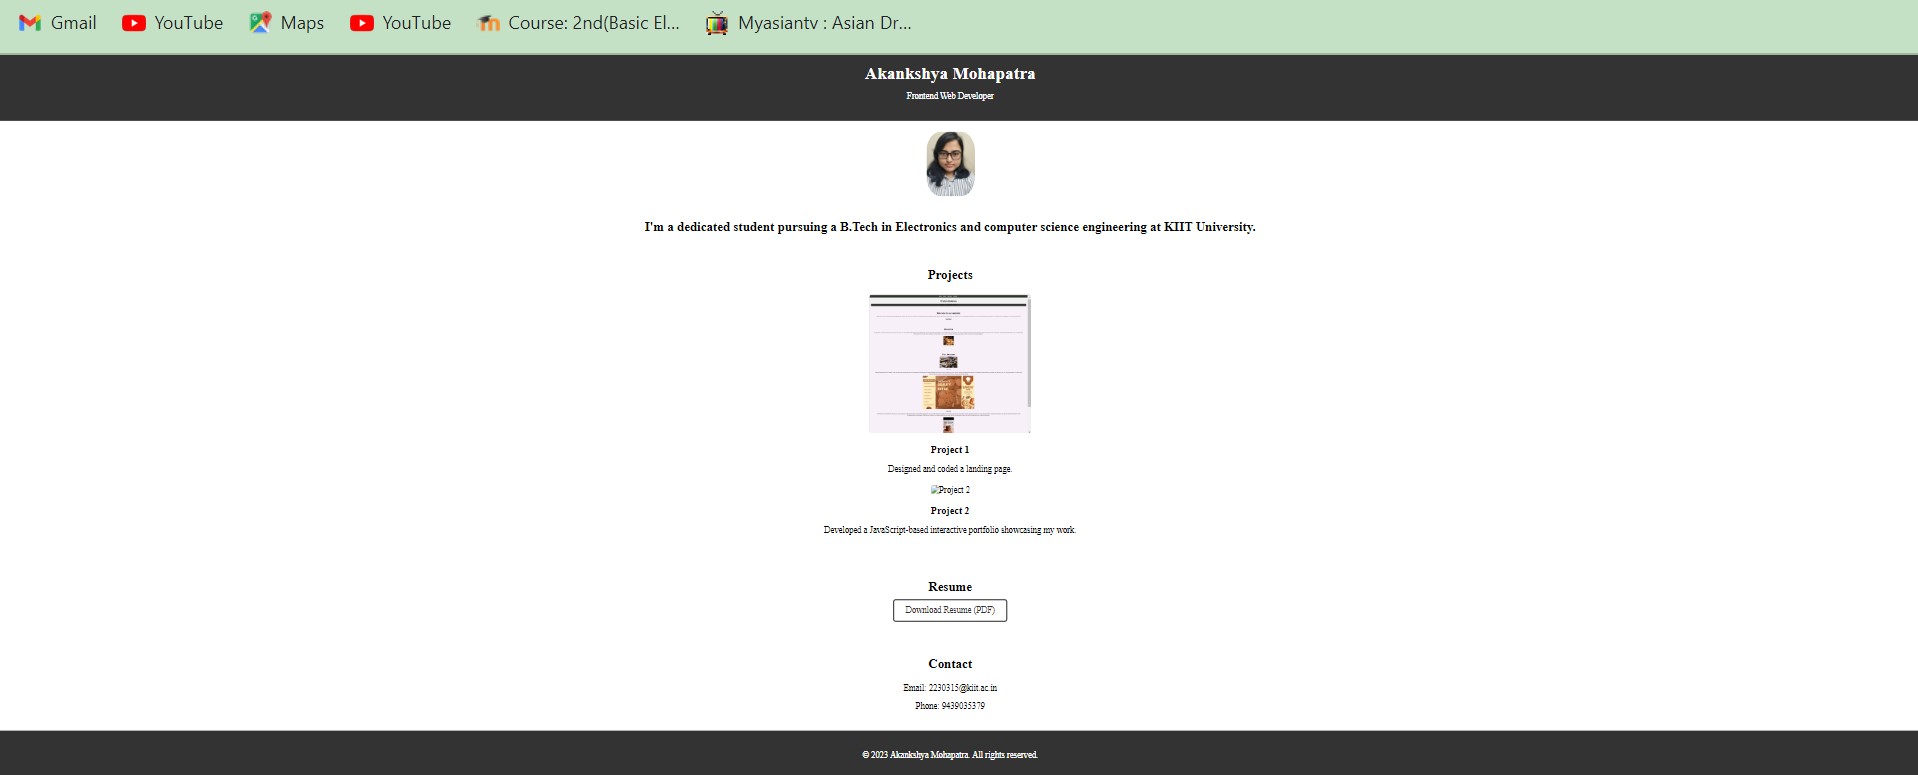 Gmail YouTube Maps YouTube Course: 2nd(Basic El... Myasiantv : Asian Dr...
Akankshya Mohapatra
Frontend Web Developer
I'm a dedicated student pursuing a B.Tech in Electronics and computer science engineering at KIIT University.
Projects
Project 1
Designed and coded a landing page.
Project 2
Project 2
Developed a JavaScript-based interactive portfolio showcasing my work.
Resume
Download Resume (PDF)
Contact
Email: 2230315@kiit.ac.in
Phone: 9439035379
© 2023 Akankshya Mohapatra. All rights reserved.